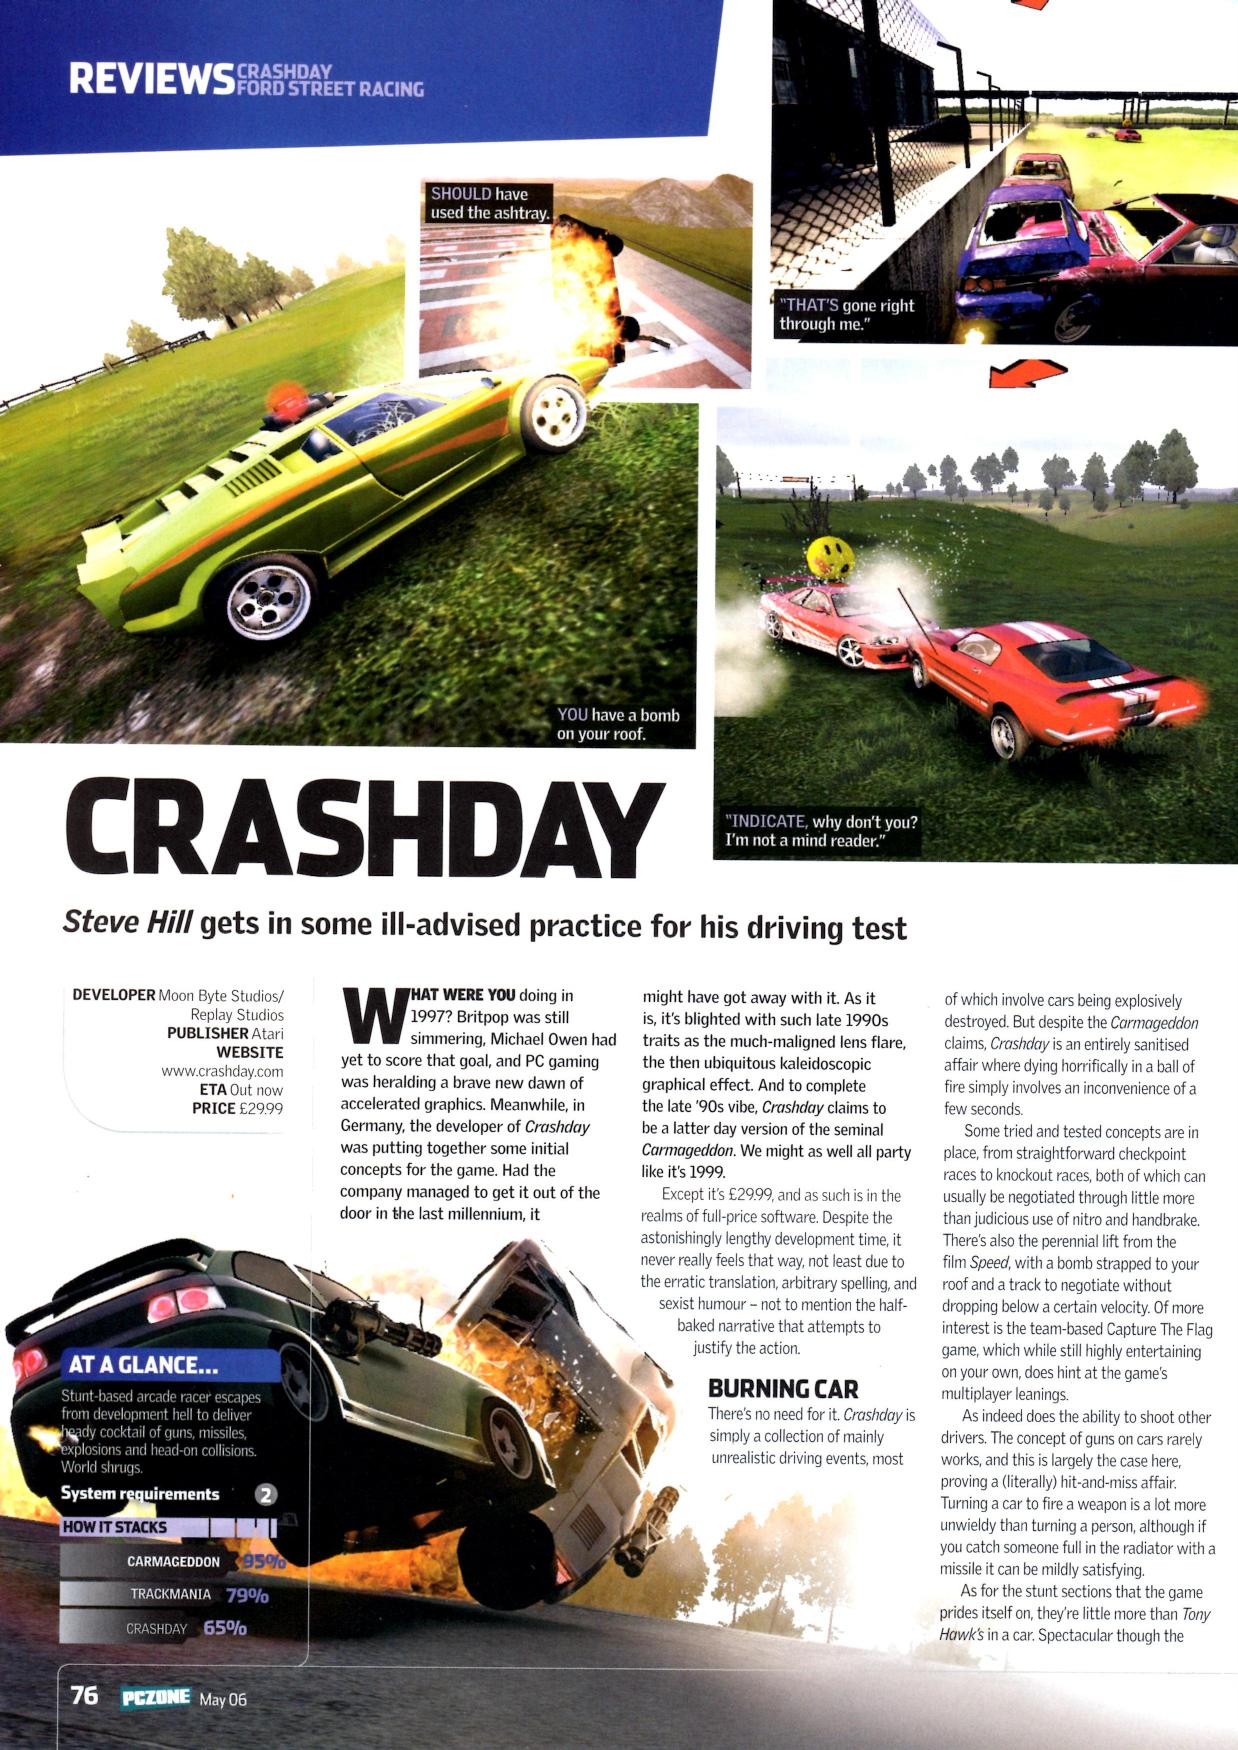 REVIEWS CRASHDAY
FORD STREET RACING
SHOULD have
used the ashtray.
"THAT'S gone right
through me."
YOU have a bomb
on your roof.
"INDICATE, why don't you?
I'm not a mind reader."
CRASHDAY
Steve Hill gets in some ill-advised practice for his driving test
DEVELOPER Moon Byte Studios/
Replay Studios
PUBLISHER Atari
WEBSITE
www.crashday.com
ETA Out now
PRICE £29.99
WHAT WERE YOU doing in
1997? Britpop was still
simmering, Michael Owen had
yet to score that goal, and PC gaming
was heralding a brave new dawn of
accelerated graphics. Meanwhile, in
Germany, the developer of Crashday
was putting together some initial
concepts for the game. Had the
company managed to get it out of the
door in the last millennium, it
might have got away with it. As it
is, it's blighted with such late 1990s
traits as the much-maligned lens flare,
the then ubiquitous kaleidoscopic
graphical effect. And to complete
the late '90s vibe, Crashday claims to
be a latter day version of the seminal
Carmageddon. We might as well all party
like it's 1999.
Except it's £29.99, and as such is in the
realms of full-price software. Despite the
astonishingly lengthy development time, it
never really feels that way, not least due to
the erratic translation, arbitrary spelling, and
sexist humour – not to mention the half-
baked narrative that attempts to
justify the action.
BURNING CAR
There's no need for it. Crashday is
simply a collection of mainly
unrealistic driving events, most
of which involve cars being explosively
destroyed. But despite the Carmageddon
claims, Crashday is an entirely sanitised
affair where dying horrifically in a ball of
fire simply involves an inconvenience of a
few seconds.
Some tried and tested concepts are in
place, from straightforward checkpoint
races to knockout races, both of which can
usually be negotiated through little more
than judicious use of nitro and handbrake.
There's also the perennial lift from the
film Speed, with a bomb strapped to your
roof and a track to negotiate without
dropping below a certain velocity. Of more
interest is the team-based Capture The Flag
game, which while still highly entertaining
on your own, does hint at the game's
multiplayer leanings.
As indeed does the ability to shoot other
drivers. The concept of guns on cars rarely
works, and this is largely the case here,
proving a (literally) hit-and-miss affair.
Turning a car to fire a weapon is a lot more
unwieldy than turning a person, although if
you catch someone full in the radiator with a
missile it can be mildly satisfying.
As for the stunt sections that the game
prides itself on, they're little more than Tony
Hawk's in a car. Spectacular though the
AT A GLANCE...
Stunt-based arcade racer escapes
from development hell to deliver
heady cocktail of guns, missiles,
explosions and head-on collisions.
World shrugs.
System requirements 2
HOW IT STACKS
CARMAGEDDON 95%
TRACKMANIA 79%
CRASHDAY 65%
76 PCZONE May 06